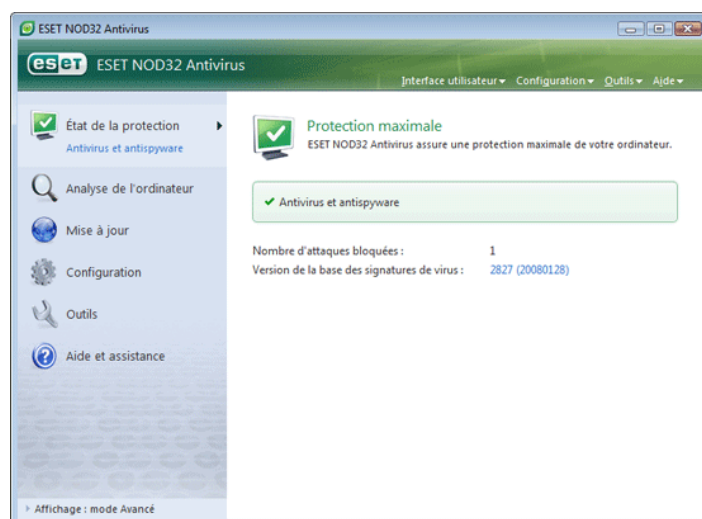 ESET NOD32 Antivirus
eseT ESET NOD32 Antivirus
Interface utilisateur Configuration Outils Aide
État de la protection
Antivirus et antispyware
Analyse de l'ordinateur
Mise à jour
Configuration
Outils
Aide et assistance
Affichage : mode Avancé
Protection maximale
ESET NOD32 Antivirus assure une protection maximale de votre ordinateur.
Antivirus et antispyware
Nombre d'attaques bloquées : 1
Version de la base des signatures de virus : 2827 (20080128)